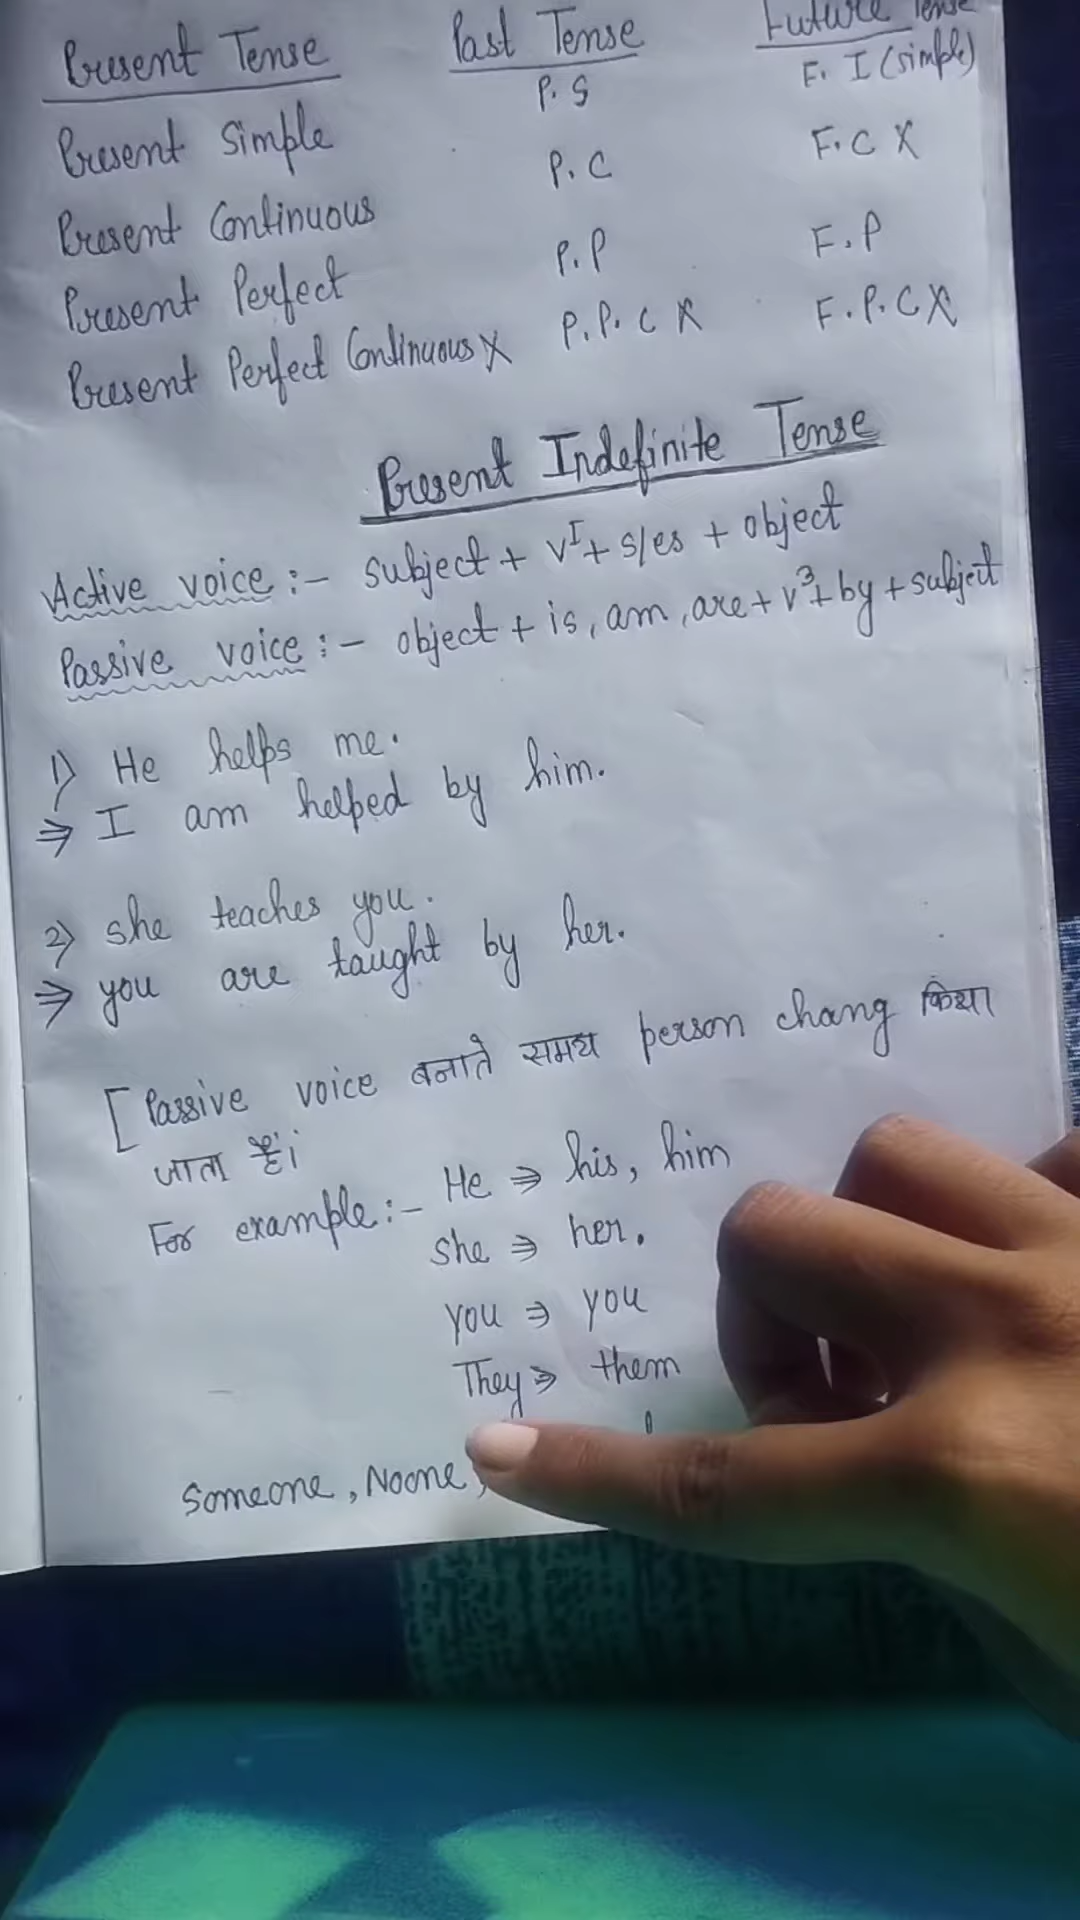 Present Tense Past Tense Future Tense
Present Simple P. S F. I (simple)
Present Continuous P. C F. C X
Present Perfect P. P F. P
Present Perfect Continuous X P. P. C X F. P. C X
Present Indefinite Tense
Active voice :- subject + V^I + s/es + object
Passive voice :- object + is, am, are + v³ + by + subject
1) He helps me.
⇒ I am helped by him.
2) she teaches you.
⇒ you are taught by her.
[ Passive voice बनाते समय person chang किया
जाता है।
For example :- He ⇒ his, him
she ⇒ her.
you ⇒ you
They ⇒ them
Someone, Noone,